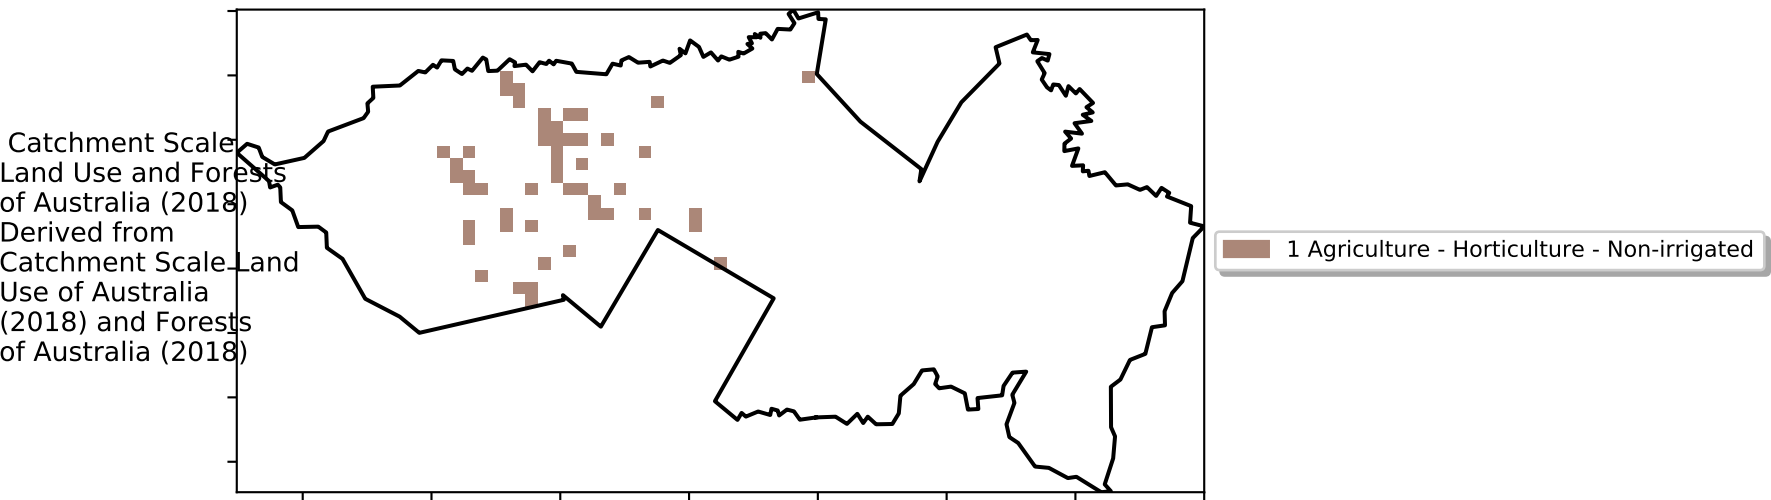 Catchment Scale
Land Use and Forests
of Australia (2018)
Derived from
Catchment Scale Land
Use of Australia
(2018) and Forests
of Australia (2018)
1 Agriculture - Horticulture - Non-irrigated